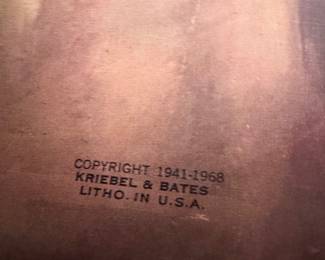 COPYRIGHT 1941-1968
KRIEBEL & BATES
LITHO. IN U.S.A.